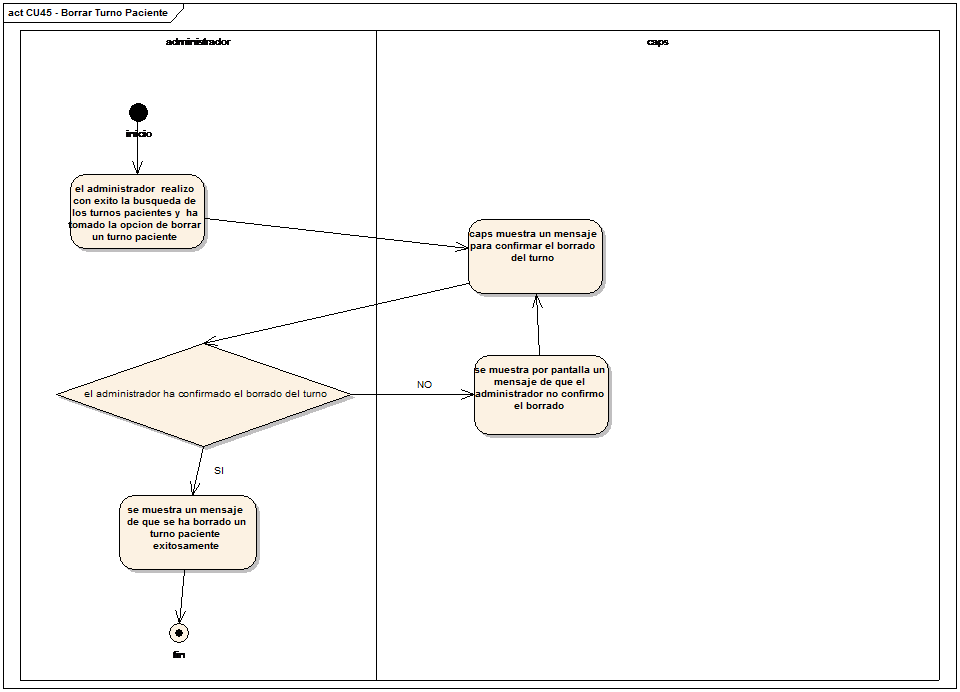 act CU45 - Borrar Turno Paciente
administrador
caps
inicio
el administrador realizo
con exito la busqueda de
los turnos pacientes y ha
tomado la opcion de borrar
un turno paciente
caps muestra un mensaje
para confirmar el borrado
del turno
el administrador ha confirmado el borrado del turno
NO
se muestra por pantalla un
mensaje de que el
administrador no confirmo
el borrado
SI
se muestra un mensaje
de que se ha borrado un
turno paciente
exitosamente
fin